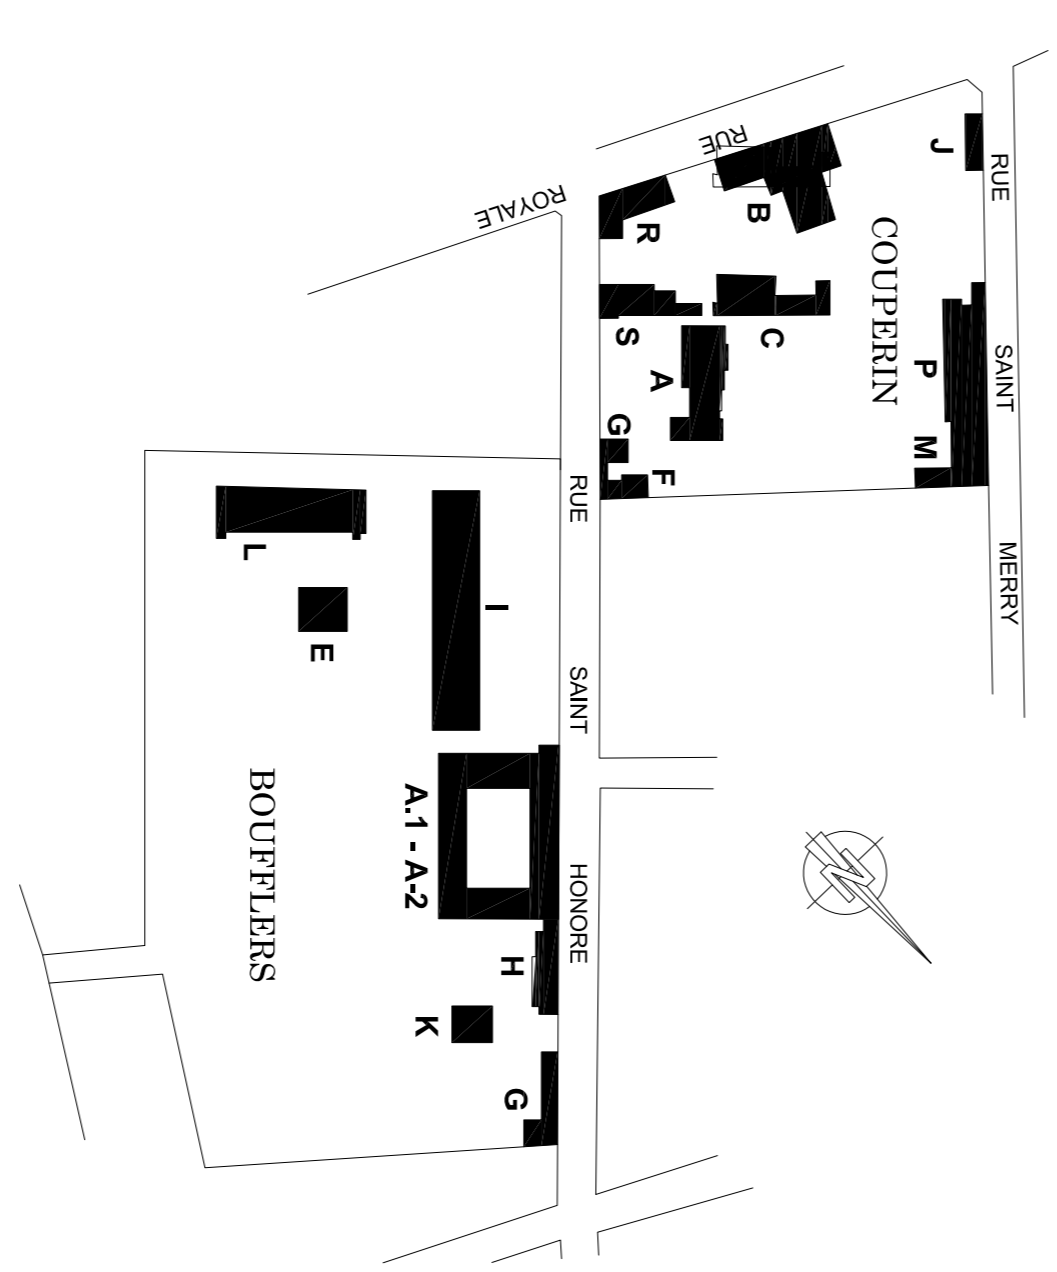 RUE
SAINT
MERRY
J
P
M
COUPERIN
B
C
RUE
ROYALE
R
S
A
G
F
RUE
SAINT
HONORE
I
L
E
A.1 - A-2
BOUFFLERS
H
K
G
N